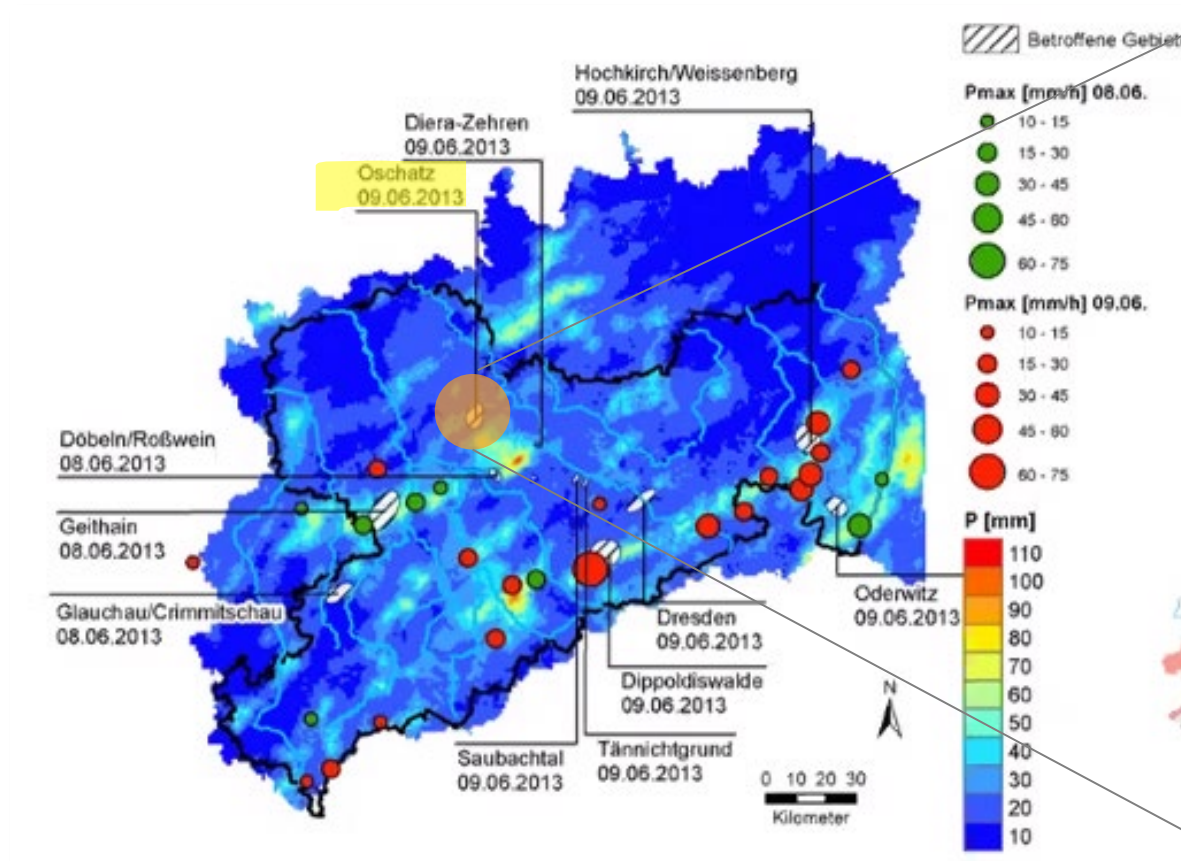 Betroffene Gebiet
Hochkirch/Weissenberg
09.06.2013
Diera-Zehren
09.06.2013
Oschatz
09.06.2013
Döbeln/Roßwein
08.06.2013
Geithain
08.06.2013
Glauchau/Crimmitschau
08.06.2013
Saubachtal
09.06.2013
Tännichtgrund
09.06.2013
Dippoldiswalde
09.06.2013
Dresden
09.06.2013
Oderwitz
09.06.2013
N
0 10 20 30
Kilometer
Pmax [mm/h] 08.06.
10 - 15
15 - 30
30 - 45
45 - 60
60 - 75
Pmax [mm/h] 09.06.
10 - 15
15 - 30
30 - 45
45 - 60
60 - 75
P [mm]
110
100
90
80
70
60
50
40
30
20
10